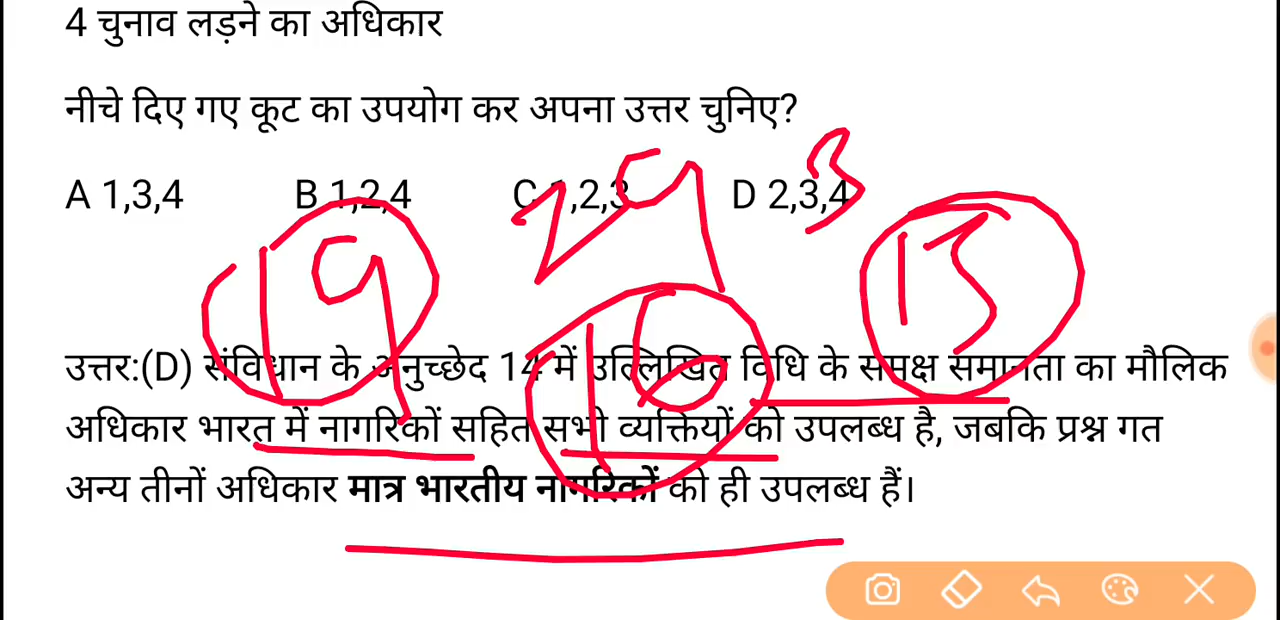 4 चुनाव लड़ने का अधिकार
नीचे दिए गए कूट का उपयोग कर अपना उत्तर चुनिए?
A 1,3,4 B 1,2,4 C 1,2,3 D 2,3,4
29 3
19 16 15
उत्तर:(D) संविधान के अनुच्छेद 14 में उल्लिखित विधि के समक्ष समानता का मौलिक
अधिकार भारत में नागरिकों सहित सभी व्यक्तियों को उपलब्ध है, जबकि प्रश्न गत
अन्य तीनों अधिकार मात्र भारतीय नागरिकों को ही उपलब्ध हैं।